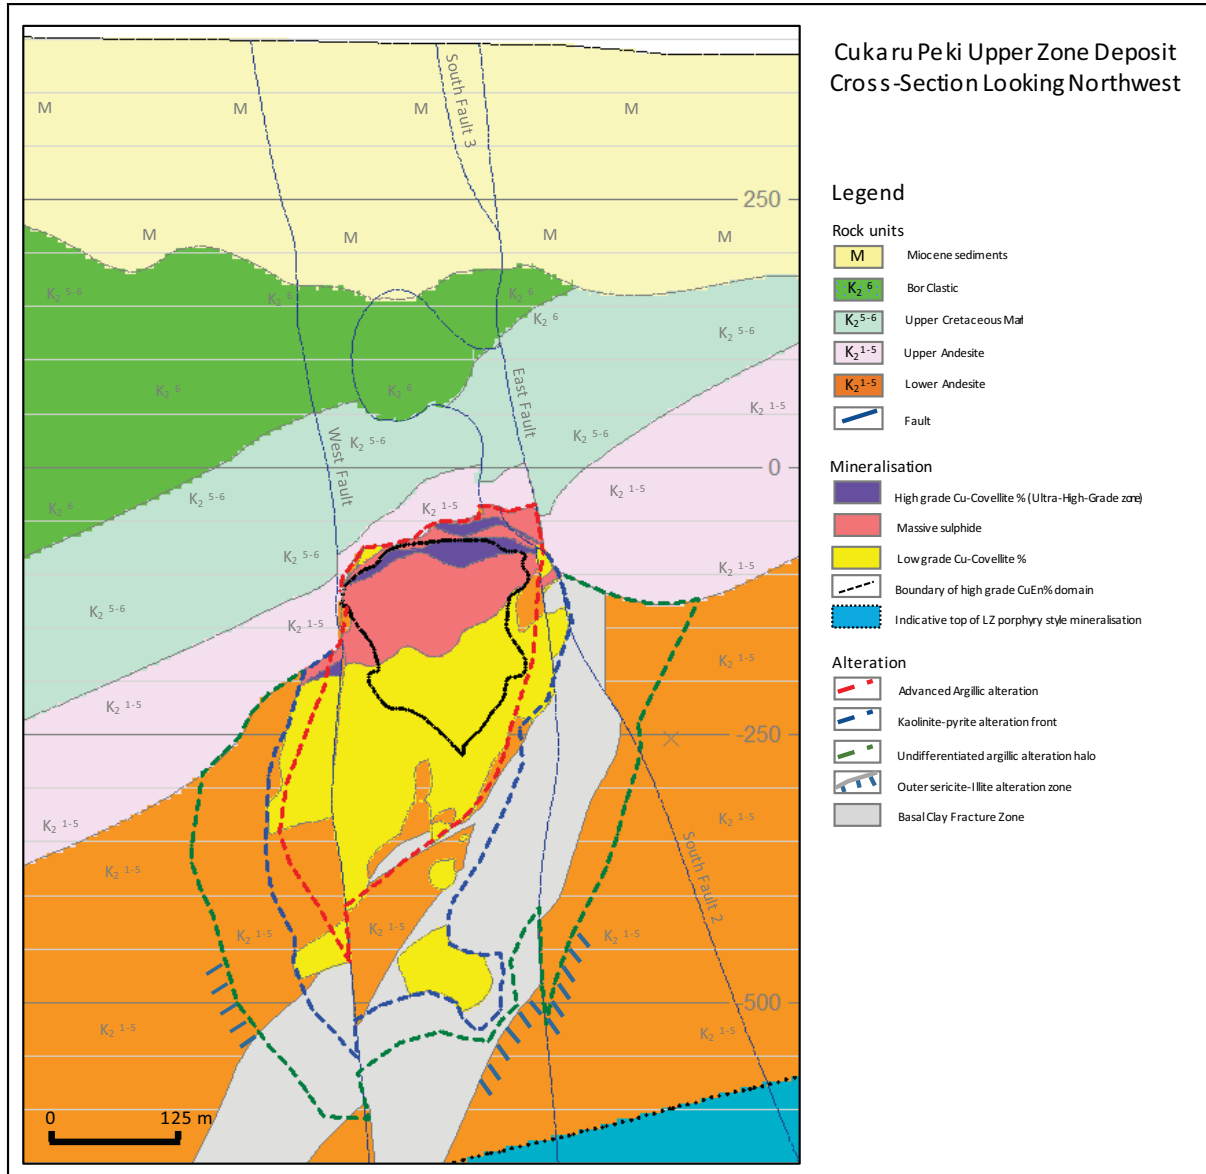 Cukaru Peki Upper Zone Deposit
Cross-Section Looking Northwest
Legend
Rock units
M Miocene sediments
K₂ ⁶ Bor Clastic
K₂⁵⁻⁶ Upper Cretaceous Marl
K₂¹⁻⁵ Upper Andesite
K₂¹⁻⁵ Lower Andesite
Fault
Mineralisation
High grade Cu-Covellite % (Ultra-High-Grade zone)
Massive sulphide
Low grade Cu-Covellite %
Boundary of high grade CuEn% domain
Indicative top of LZ porphyry style mineralisation
Alteration
Advanced Argillic alteration
Kaolinite-pyrite alteration front
Undifferentiated argillic alteration halo
Outer sericite-Illite alteration zone
Basal Clay Fracture Zone
South Fault 3
M M M M
250
M M M M
K₂ ⁵⁻⁶ K₂ ⁶ K₂ ⁶
K₂ ⁶ K₂ ⁵⁻⁶
K₂ ⁶ K₂ ⁶
East Fault
K₂ ¹⁻⁵
West Fault
K₂ ⁵⁻⁶ K₂ ⁵⁻⁶
0
K₂ ⁶ K₂ ⁵⁻⁶ K₂ ¹⁻⁵ K₂ ¹⁻⁵
K₂ ⁵⁻⁶ K₂ ¹⁻⁵
K₂ ⁵⁻⁶ K₂ ¹⁻⁵
K₂ ¹⁻⁵
K₂ ¹⁻⁵
-250
K₂ ¹⁻⁵ K₂ ¹⁻⁵
K₂ ¹⁻⁵
South Fault 2
K₂ ¹⁻⁵ K₂ ¹⁻⁵ K₂ ¹⁻⁵
-500
K₂ ¹⁻⁵ K₂ ¹⁻⁵
0 125 m